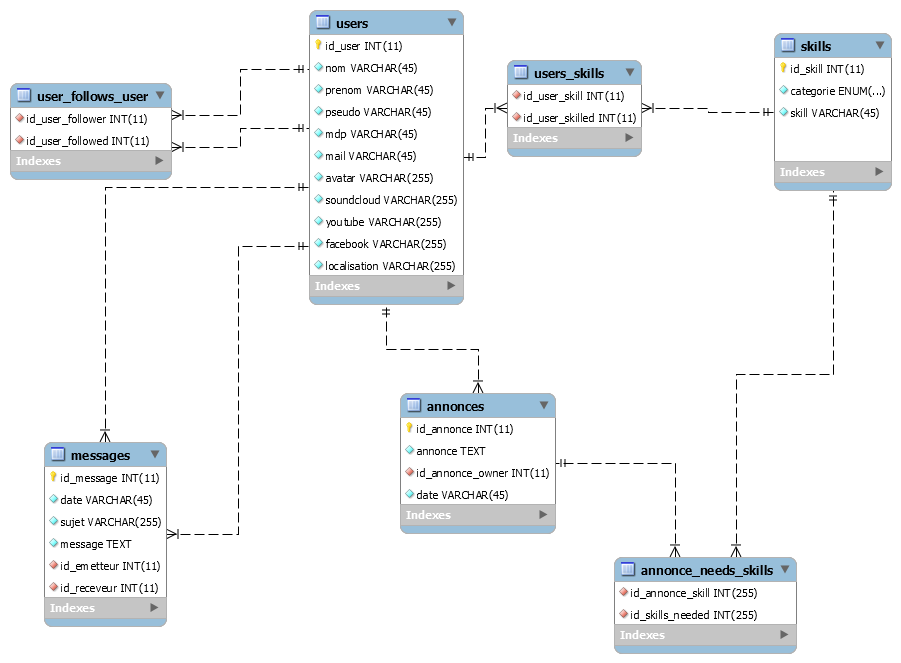 users
id_user INT(11)
nom VARCHAR(45)
prenom VARCHAR(45)
pseudo VARCHAR(45)
mdp VARCHAR(45)
mail VARCHAR(45)
avatar VARCHAR(255)
soundcloud VARCHAR(255)
youtube VARCHAR(255)
facebook VARCHAR(255)
localisation VARCHAR(255)
Indexes
user_follows_user
id_user_follower INT(11)
id_user_followed INT(11)
Indexes
users_skills
id_user_skill INT(11)
id_user_skilled INT(11)
Indexes
skills
id_skill INT(11)
categorie ENUM(...)
skill VARCHAR(45)
Indexes
messages
id_message INT(11)
date VARCHAR(45)
sujet VARCHAR(255)
message TEXT
id_emetteur INT(11)
id_receveur INT(11)
Indexes
annonces
id_annonce INT(11)
annonce TEXT
id_annonce_owner INT(11)
date VARCHAR(45)
Indexes
annonce_needs_skills
id_annonce_skill INT(255)
id_skills_needed INT(255)
Indexes